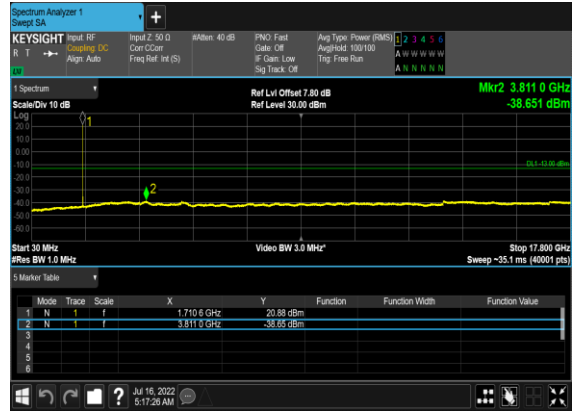 Spectrum Analyzer 1
Swept SA
KEYSIGHT Input: RF Input Z: 50 Ω #Atten: 40 dB PNO: Fast Avg Type: Power (RMS) 1 2 3 4 5 6
R T Coupling: DC Corr CCorr Gate: Off Avg|Hold: 100/100 A W W W W W
Align: Auto Freq Ref: Int (S) IF Gain: Low Trig: Free Run
Sig Track: Off A N N N N N
1 Spectrum Ref Lvl Offset 7.80 dB Mkr2 3.811 0 GHz
Scale/Div 10 dB Ref Level 30.00 dBm -38.651 dBm
Log
20.0
10.0
0.00
-10.0
-20.0
-30.0
-40.0
-50.0
-60.0
1
DL1 -13.00 dBm
2
Start 30 MHz Video BW 3.0 MHz* Stop 17.800 GHz
#Res BW 1.0 MHz Sweep ~35.1 ms (40001 pts)
5 Marker Table
Mode Trace Scale X Y Function Function Width Function Value
1 N 1 f 1.710 6 GHz 20.88 dBm
2 N 1 f 3.811 0 GHz -38.65 dBm
3
4
5
6
? Jul 16, 2022
5:17:26 AM